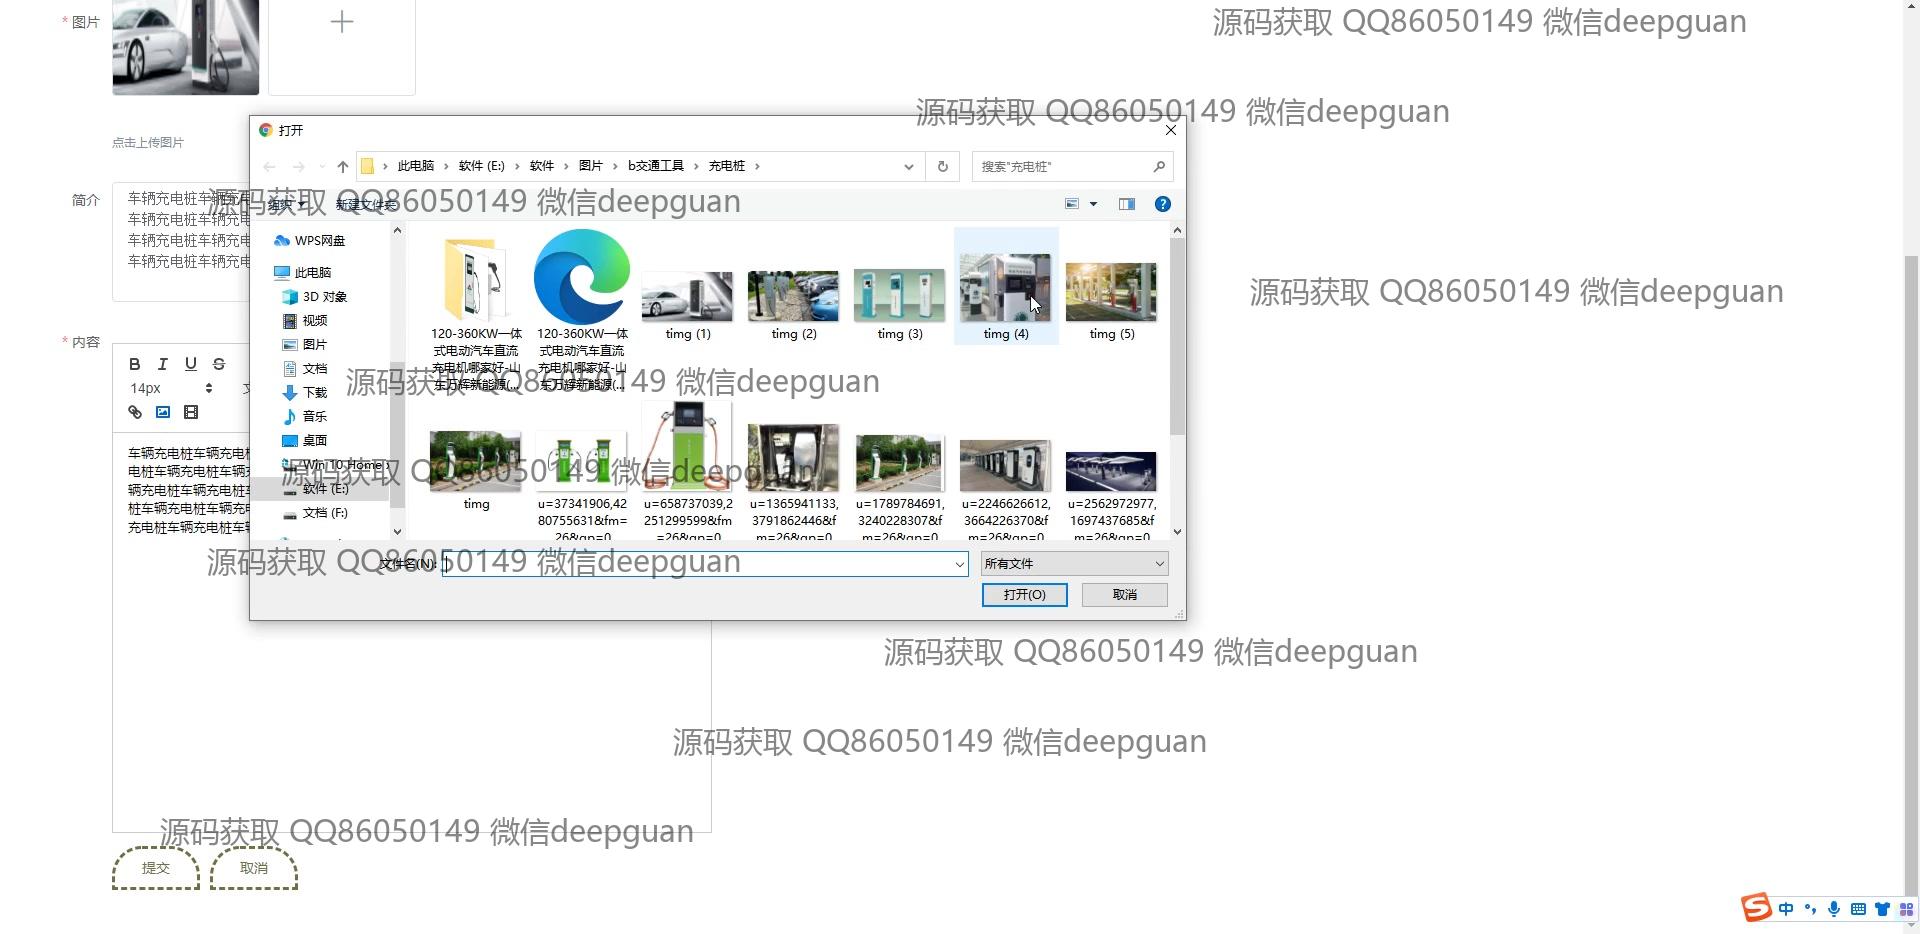 * 图片
源码获取 QQ86050149 微信deepguan
源码获取 QQ86050149 微信deepguan
打开
点击上传图片
此电脑 › 软件 (E:) › 软件 › 图片 › b交通工具 › 充电桩 ›
搜索"充电桩"
简介
车辆充电桩车辆充电
车辆充电桩车辆充电
车辆充电桩车辆充电
车辆充电桩车辆充电
组织
新建文件夹
源码获取 QQ86050149 微信deepguan
WPS网盘
此电脑
3D 对象
视频
图片
文档
下载
音乐
桌面
Win 10 Home
软件 (E:)
文档 (F:)
120-360KW一体
式电动汽车直流
充电机哪家好-山
东万辉新能源(...
120-360KW一体
式电动汽车直流
充电机哪家好-山
东万辉新能源(...
timg (1)
timg (2)
timg (3)
timg (4)
timg (5)
源码获取 QQ86050149 微信deepguan
源码获取 QQ86050149 微信deepguan
* 内容
B I U S
14px
源码获取 QQ86050149 微信deepguan
timg
u=37341906,42
80755631&fm=
26&gp=0
u=658737039,2
251299599&fm
=26&gp=0
u=1365941133,
3791862446&f
m=26&gp=0
u=1789784691,
3240228307&f
m=26&gp=0
u=2246626612,
3664226370&f
m=26&gp=0
u=2562972977,
1697437685&f
m=26&gp=0
车辆充电桩车辆充电桩
电桩车辆充电桩车辆
辆充电桩车辆充电桩
桩车辆充电桩车辆充
充电桩车辆充电桩车
源码获取 QQ86050149 微信deepguan
文件名(N):
所有文件
打开(O)
取消
源码获取 QQ86050149 微信deepguan
源码获取 QQ86050149 微信deepguan
源码获取 QQ86050149 微信deepguan
提交
取消
中